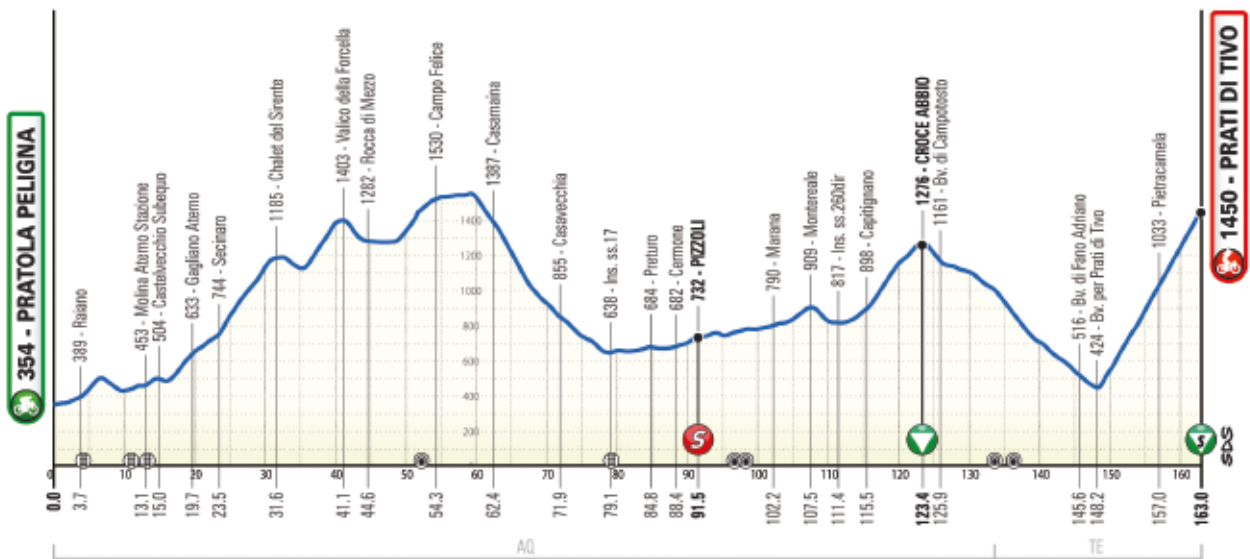 354 - PRATOLA PELIGNA
389 - Raiano
453 - Molina Aterno Stazione
504 - Castelvecchio Subequo
633 - Gagliano Aterno
744 - Secinaro
1185 - Chalet del Sirente
1403 - Valico della Forcella
1282 - Rocca di Mezzo
1530 - Campo Felice
1387 - Casamaina
855 - Casavecchia
638 - Ins. ss.17
684 - Preturo
682 - Cermone
732 - PIZZOLI
790 - Marana
909 - Montereale
817 - Ins. ss.260dir
898 - Capitignano
1276 - CROCE ABBIO
1161 - Bv. di Campotosto
516 - Bv. di Fano Adriano
424 - Bv. per Prati di Tivo
1033 - Pietracamela
1450 - PRATI DI TIVO
1400
1200
1000
800
600
400
200
S
S
SDS
0 10 20 30 40 50 60 70 80 90 100 110 120 130 140 150 160
0.0 3.7 13.1 15.0 19.7 23.5 31.6 41.1 44.6 54.3 62.4 71.9 79.1 84.8 88.4 91.5 102.2 107.5 111.4 115.5 123.4 125.9 145.6 148.2 157.0 163.0
AQ TE